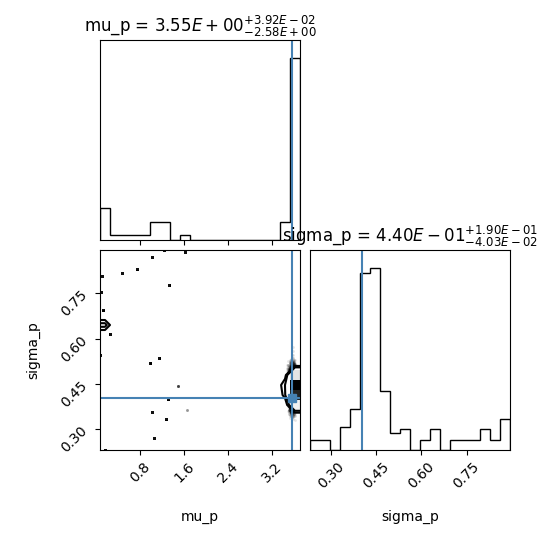 mu_p = 3.55E + 00+3.92E − 02 −2.58E + 00
sigma_p = 4.40E − 01+1.90E − 01 −4.03E − 02
sigma_p
0.75
0.60
0.45
0.30
0.8 1.6 2.4 3.2
0.30 0.45 0.60 0.75
mu_p
sigma_p